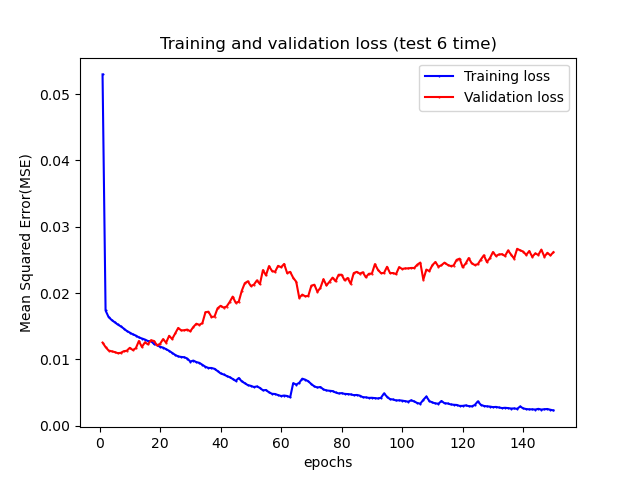 Training and validation loss (test 6 time)
Training loss
Validation loss
Mean Squared Error(MSE)
0.05
0.04
0.03
0.02
0.01
0.00
0 20 40 60 80 100 120 140
epochs